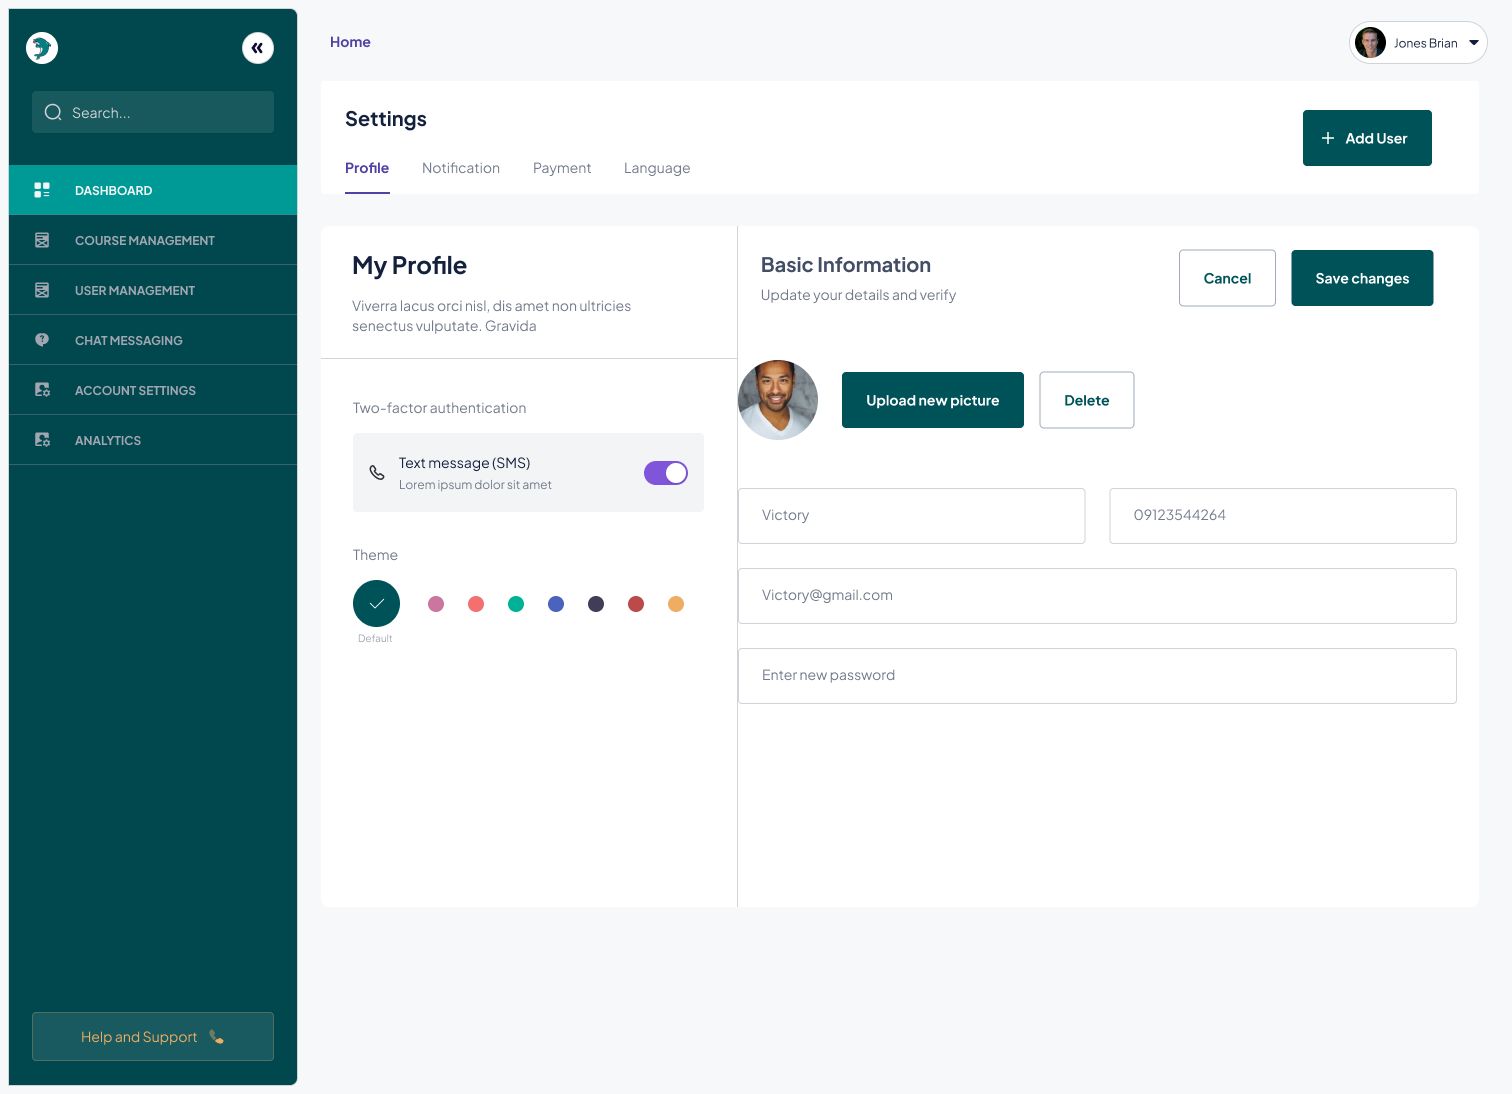 Search...
DASHBOARD
COURSE MANAGEMENT
USER MANAGEMENT
CHAT MESSAGING
ACCOUNT SETTINGS
ANALYTICS
Help and Support
Home
Jones Brian
Settings
Add User
Profile
Notification
Payment
Language
My Profile
Viverra lacus orci nisl, dis amet non ultricies
senectus vulputate. Gravida
Two-factor authentication
Text message (SMS)
Lorem ipsum dolor sit amet
Theme
Default
Basic Information
Update your details and verify
Cancel
Save changes
Upload new picture
Delete
Victory
09123544264
Victory@gmail.com
Enter new password